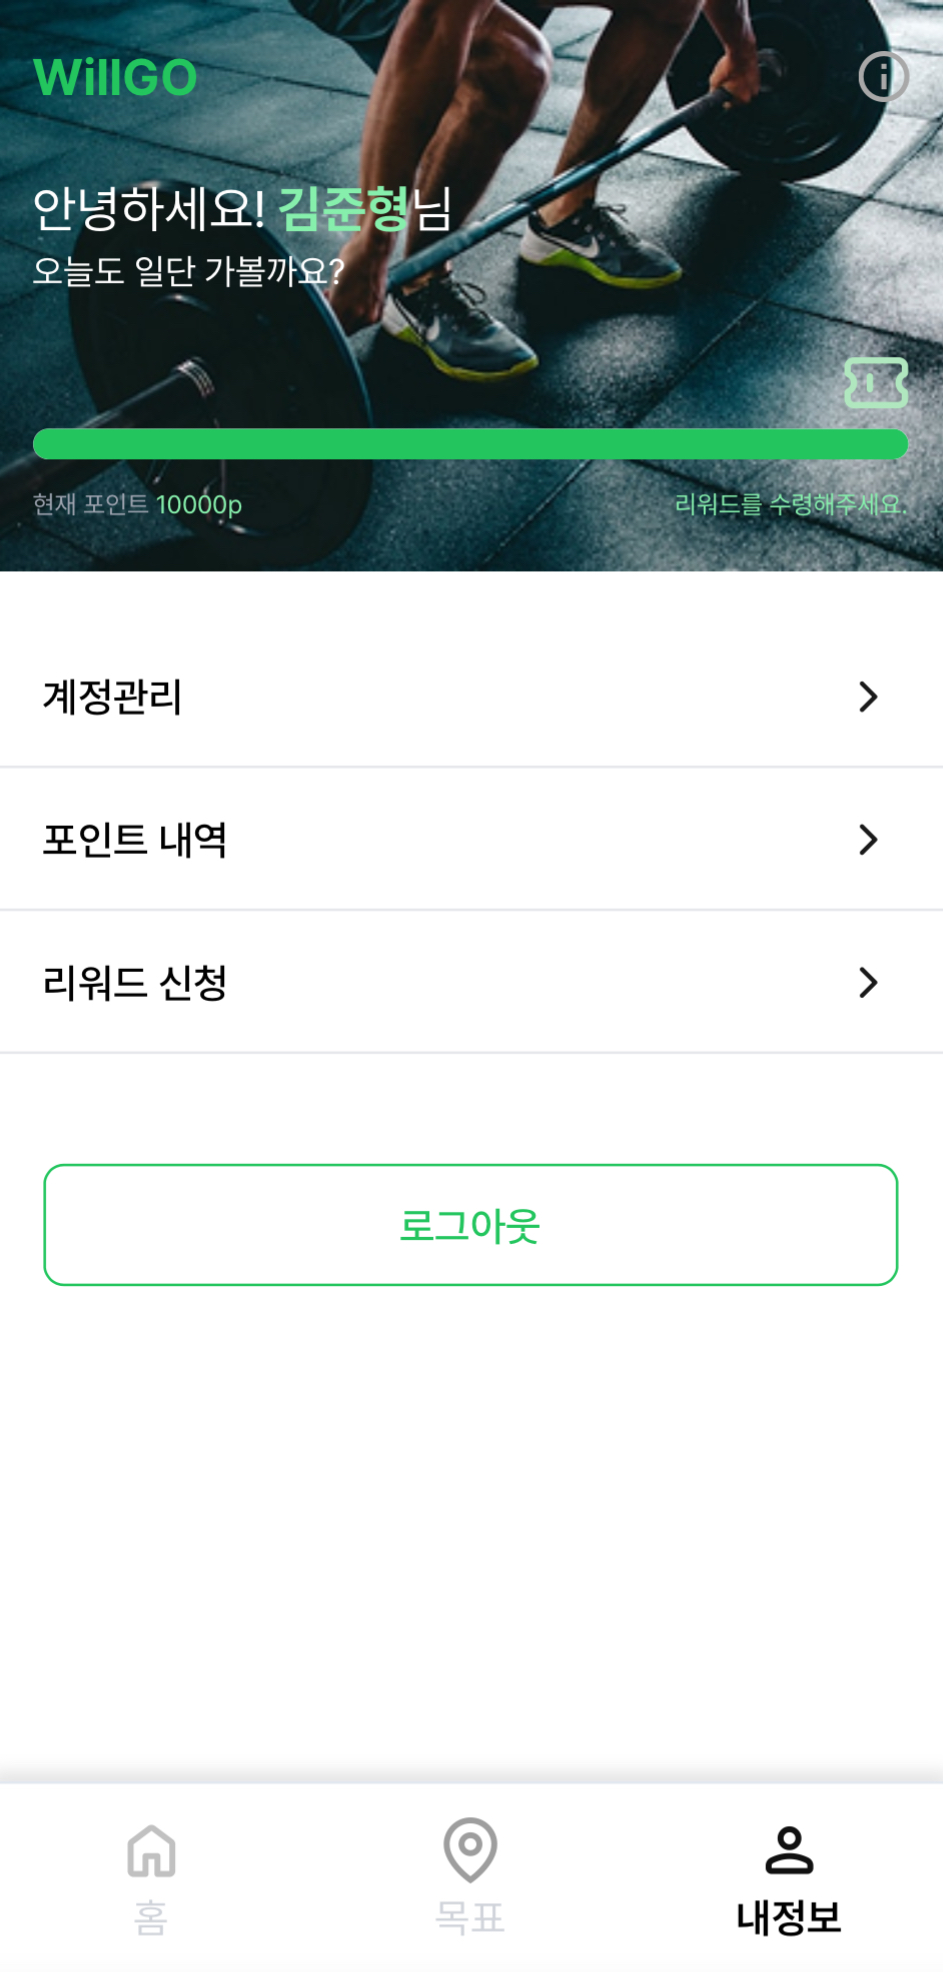 WillGO
안녕하세요! 김준형님
오늘도 일단 가볼까요?
현재 포인트 10000p
리워드를 수령해주세요.
계정관리
포인트 내역
리워드 신청
로그아웃
홈
목표
내정보